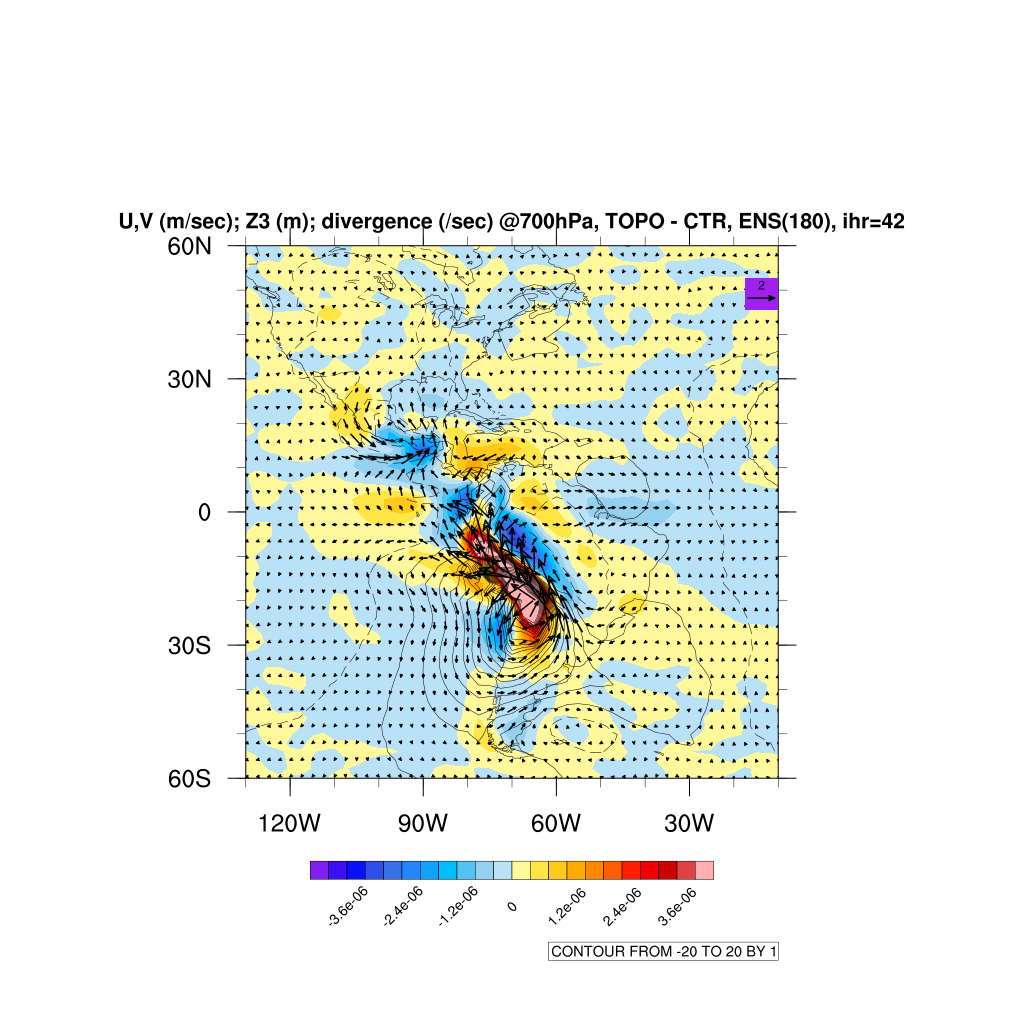 U,V (m/sec); Z3 (m); divergence (/sec) @700hPa, TOPO - CTR, ENS(180), ihr=42
60N
2
30N
0
30S
60S
120W 90W 60W 30W
-3.6e-06 -2.4e-06 -1.2e-06 0 1.2e-06 2.4e-06 3.6e-06
CONTOUR FROM -20 TO 20 BY 1